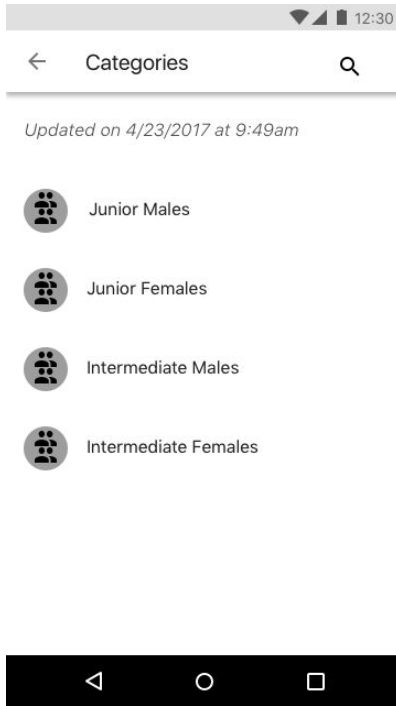 12:30
Categories
Updated on 4/23/2017 at 9:49am
Junior Males
Junior Females
Intermediate Males
Intermediate Females